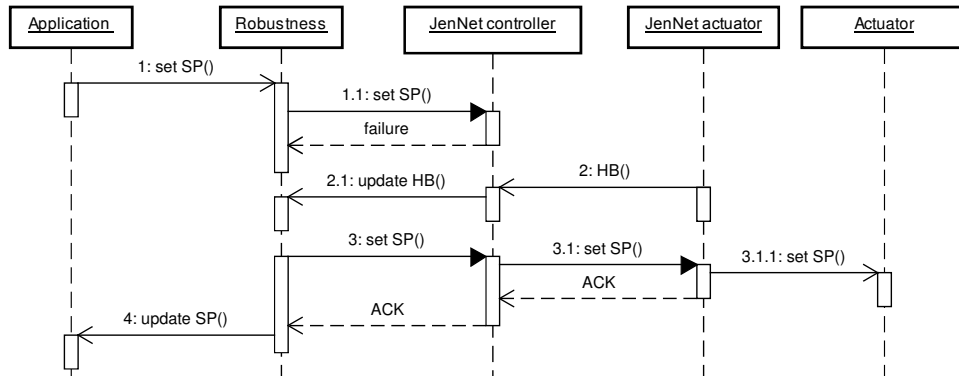 Application
Robustness
JenNet controller
JenNet actuator
Actuator
1: set SP()
1.1: set SP()
failure
2: HB()
2.1: update HB()
3: set SP()
3.1: set SP()
3.1.1: set SP()
ACK
ACK
4: update SP()